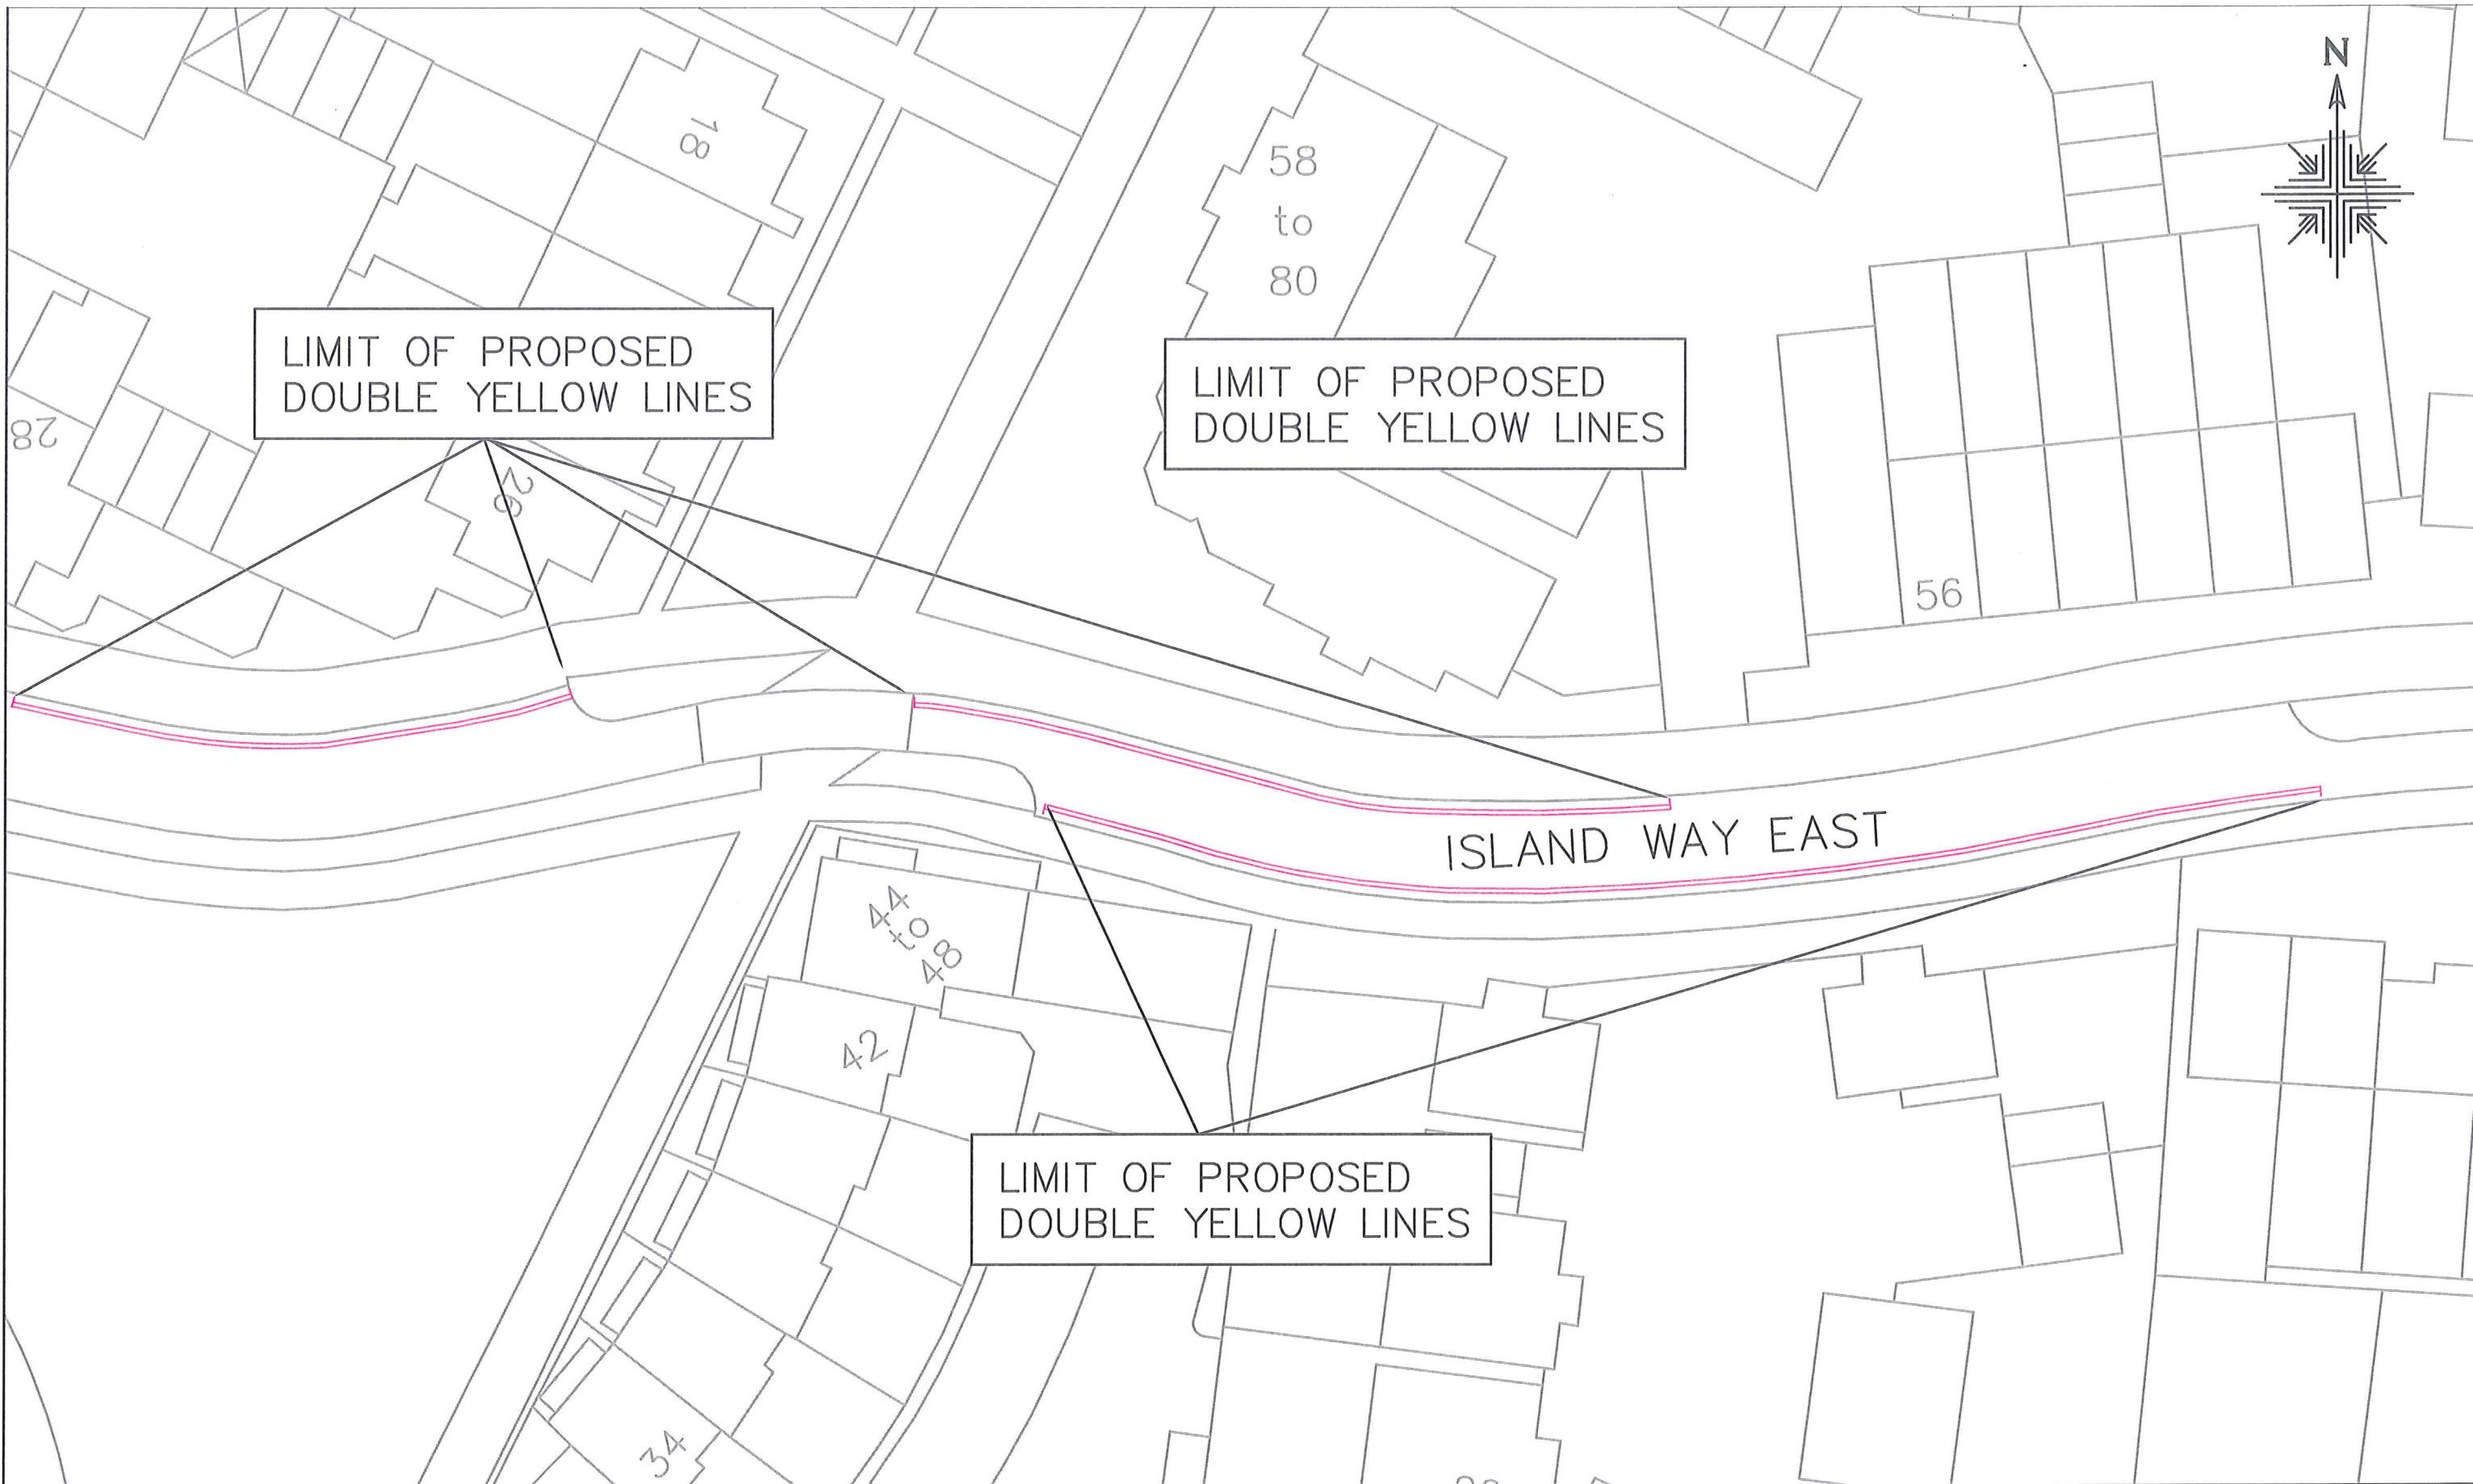 N
18
58
to
80
LIMIT OF PROPOSED
DOUBLE YELLOW LINES
LIMIT OF PROPOSED
DOUBLE YELLOW LINES
28
26
56
ISLAND WAY EAST
44
to
48
42
LIMIT OF PROPOSED
DOUBLE YELLOW LINES
34